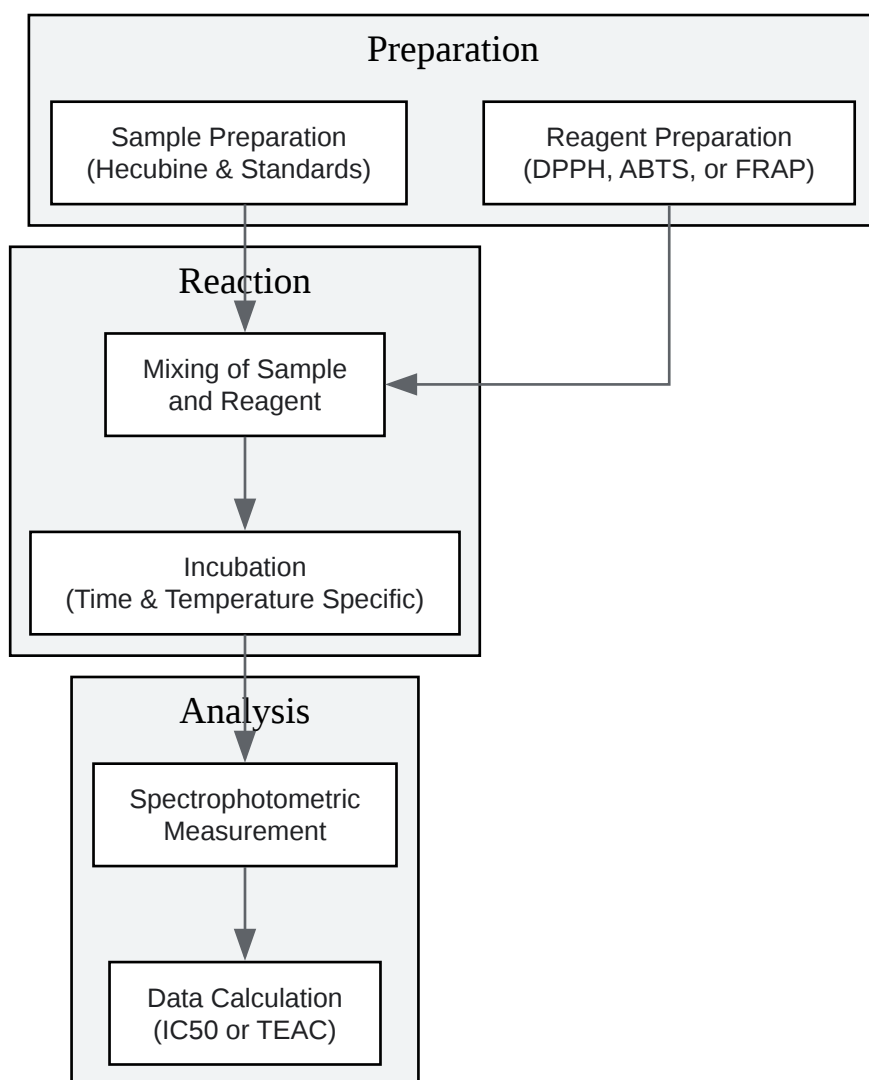 Preparation
Sample Preparation
(Hecubine & Standards)
Reagent Preparation
(DPPH, ABTS, or FRAP)
Reaction
Mixing of Sample
and Reagent
Incubation
(Time & Temperature Specific)
Analysis
Spectrophotometric
Measurement
Data Calculation
(IC50 or TEAC)